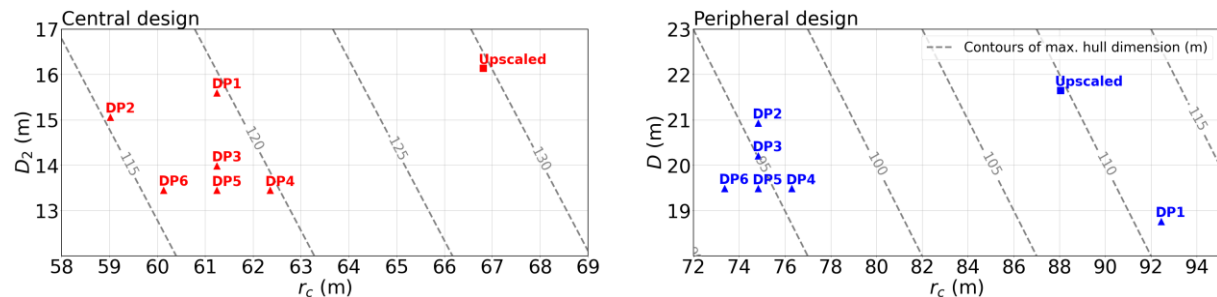 Central design
17
16
15
14
13
D₂ (m)
Upscaled
DP1
DP2
DP3
DP6
DP5
DP4
115
120
125
130
58
59
60
61
62
63
64
65
66
67
68
69
r_c (m)
Peripheral design
23
22
21
20
19
D (m)
Contours of max. hull dimension (m)
Upscaled
DP2
DP3
DP6
DP5
DP4
DP1
95
100
105
110
115
72
74
76
78
80
82
84
86
88
90
92
94
r_c (m)